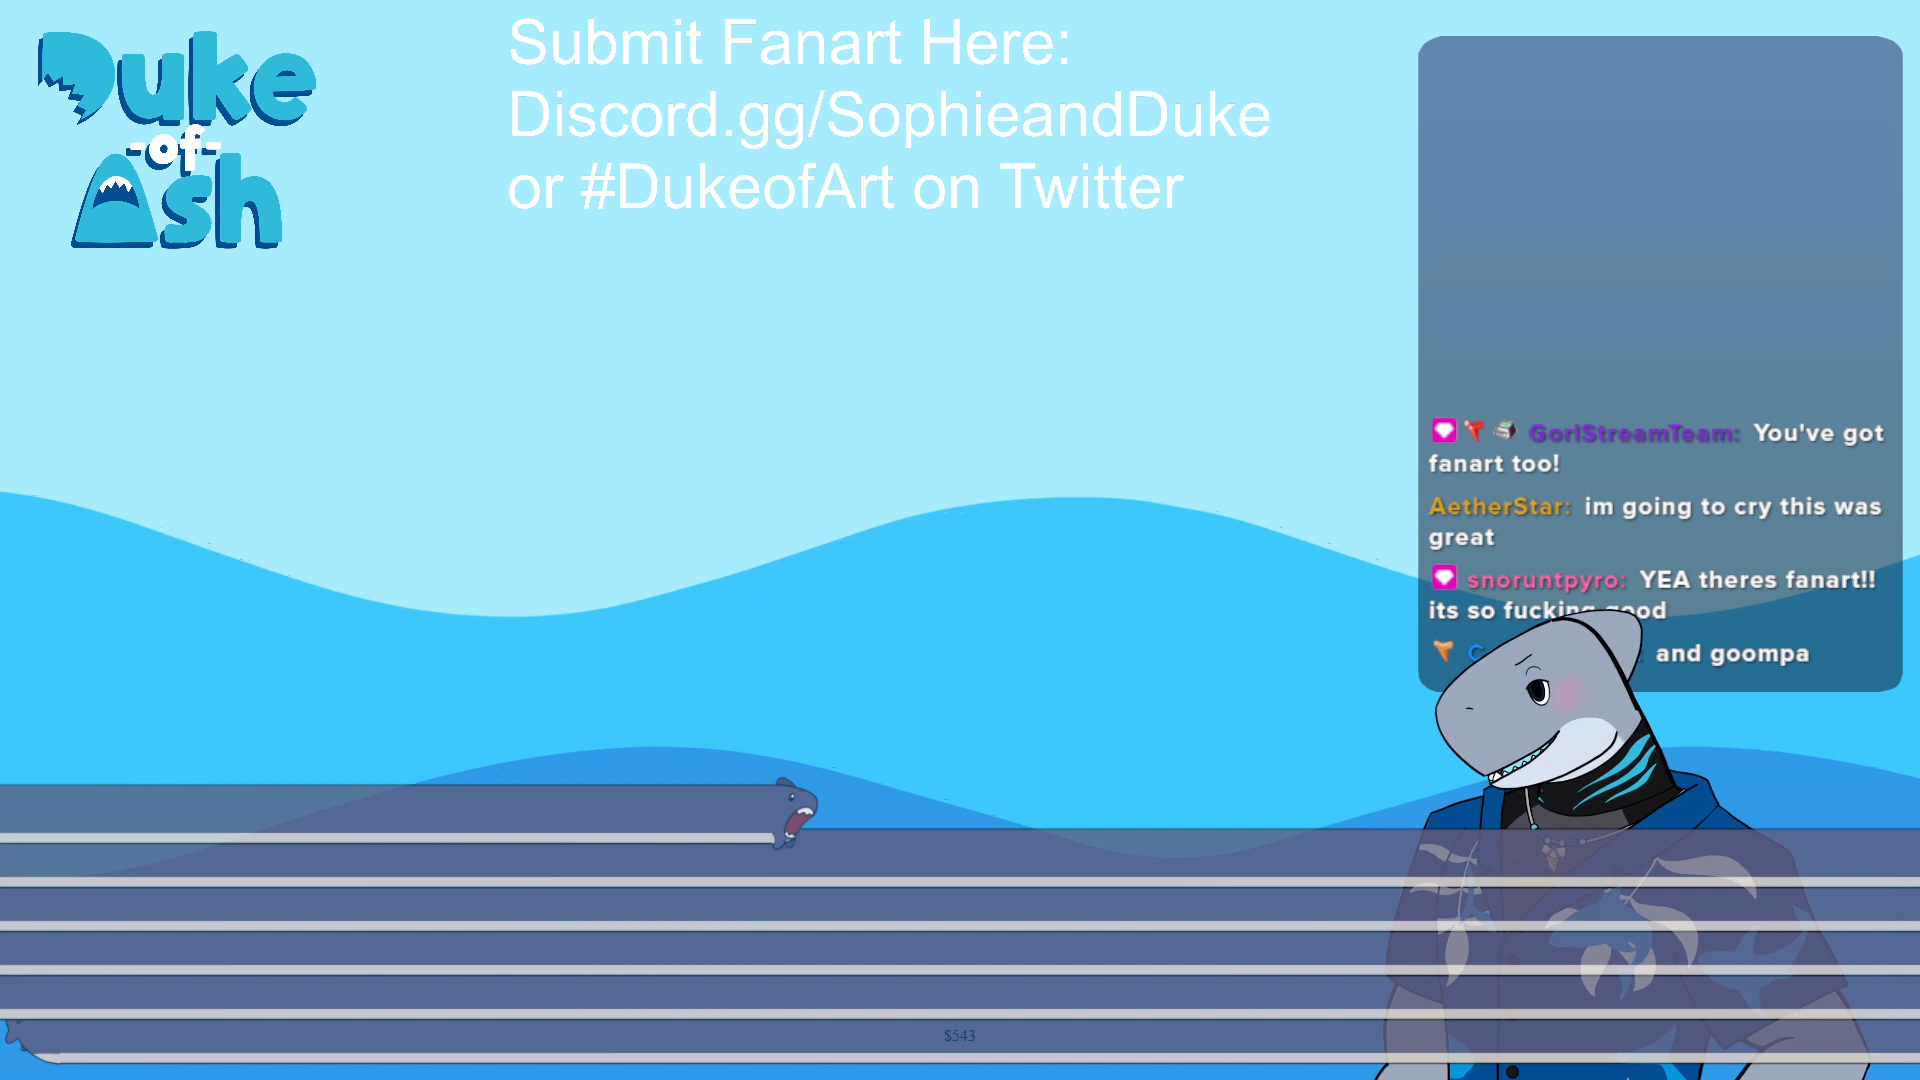 Duke
-of-
Ash
Submit Fanart Here:
Discord.gg/SophieandDuke
or #DukeofArt on Twitter
GorlStreamTeam: You've got
fanart too!
AetherStar: im going to cry this was
great
snoruntpyro: YEA theres fanart!!
its so fucking good
and goompa
$543